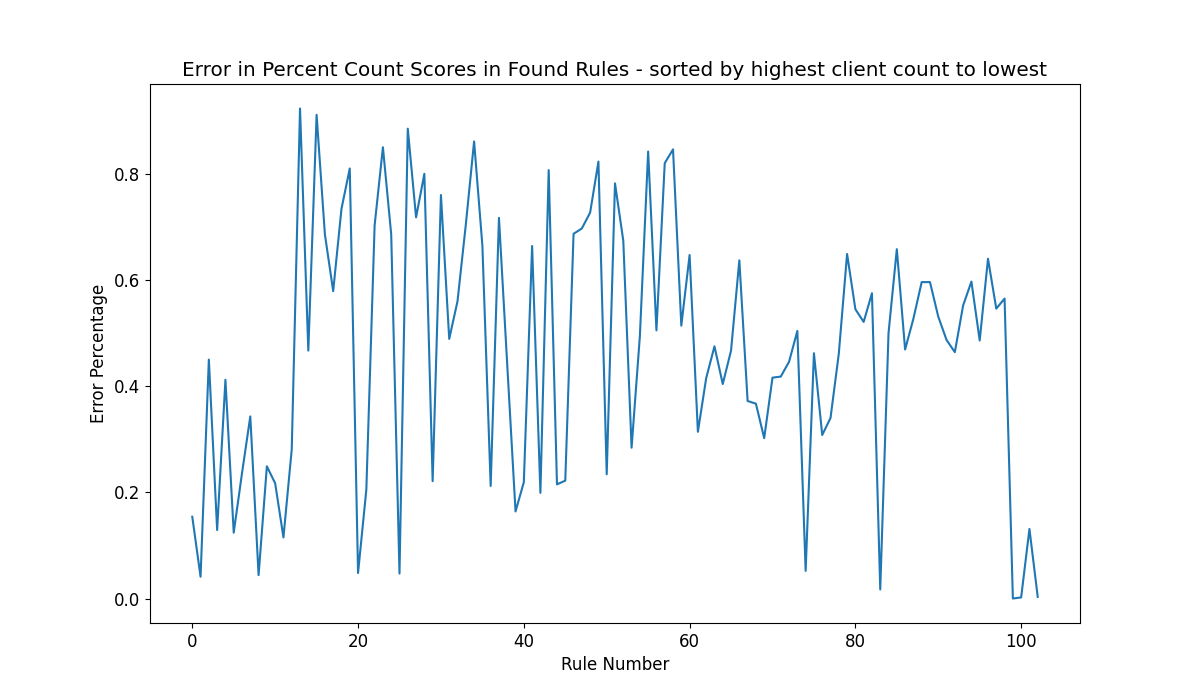 Error in Percent Count Scores in Found Rules - sorted by highest client count to lowest
0.8
0.6
0.4
0.2
0.0
Error Percentage
0 20 40 60 80 100
Rule Number